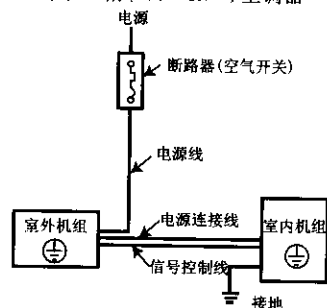 电源
断路器(空气开关)
电源线
室外机组
电源连接线
室内机组
信号控制线
接地